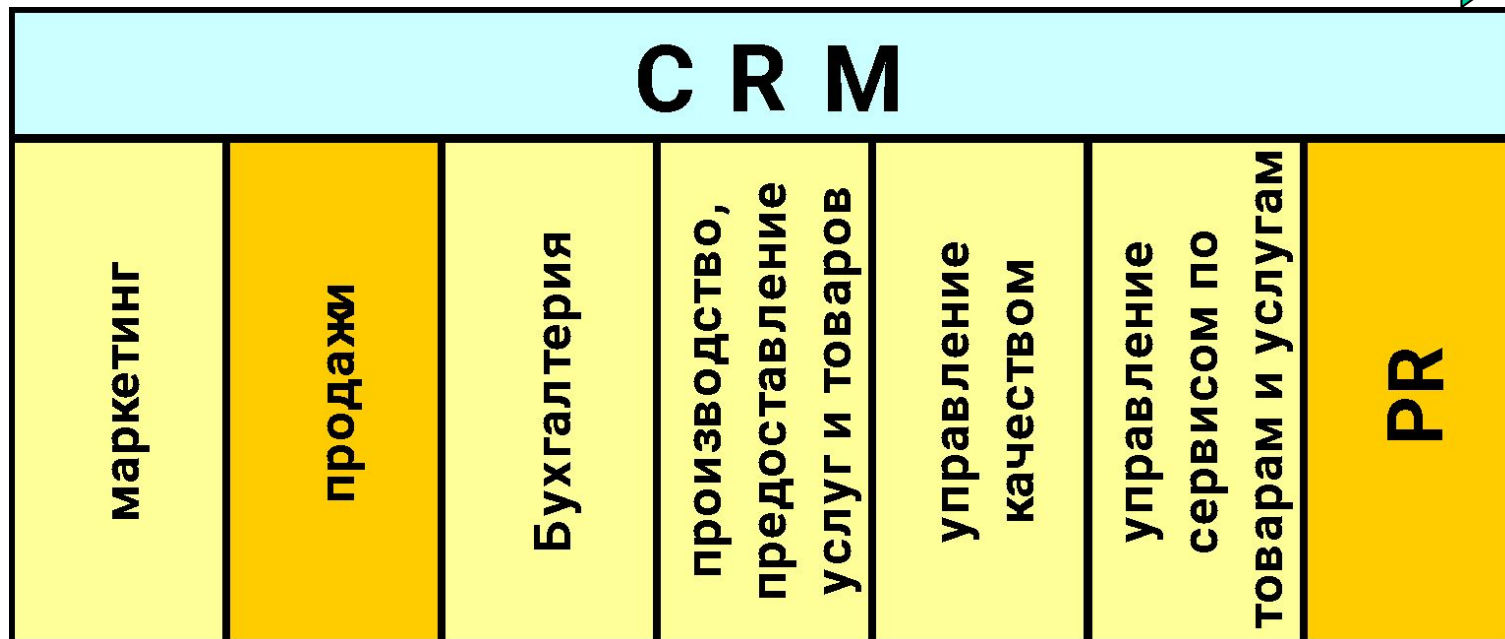 C R M
маркетинг
продажи
Бухгалтерия
производство,
предоставление
услуг и товаров
управление
качеством
управление
сервисом по
товарам и услугам
PR